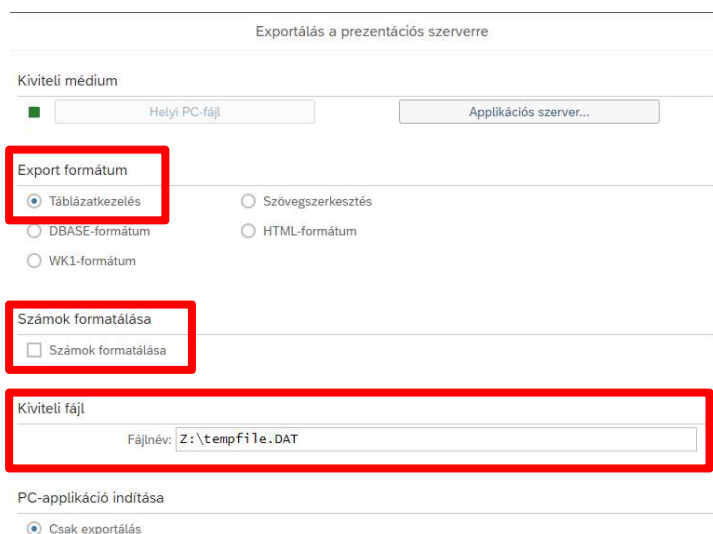 Exportálás a prezentációs szerverre
Kiviteli médium
Helyi PC-fájl Applikációs szerver...
Export formátum
Táblázatkezelés Szövegszerkesztés
DBASE-formátum HTML-formátum
WK1-formátum
Számok formatálása
Számok formatálása
Kiviteli fájl
Fájlnév: Z:\tempfile.DAT
PC-applikáció indítása
Csak exportálás